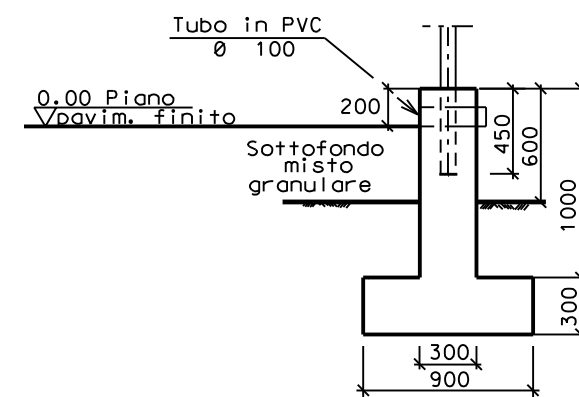 Tubo in PVC
Ø 100
0.00 Piano
pavim. finito
200
Sottofondo
misto
granulare
450
600
1000
300
300
900